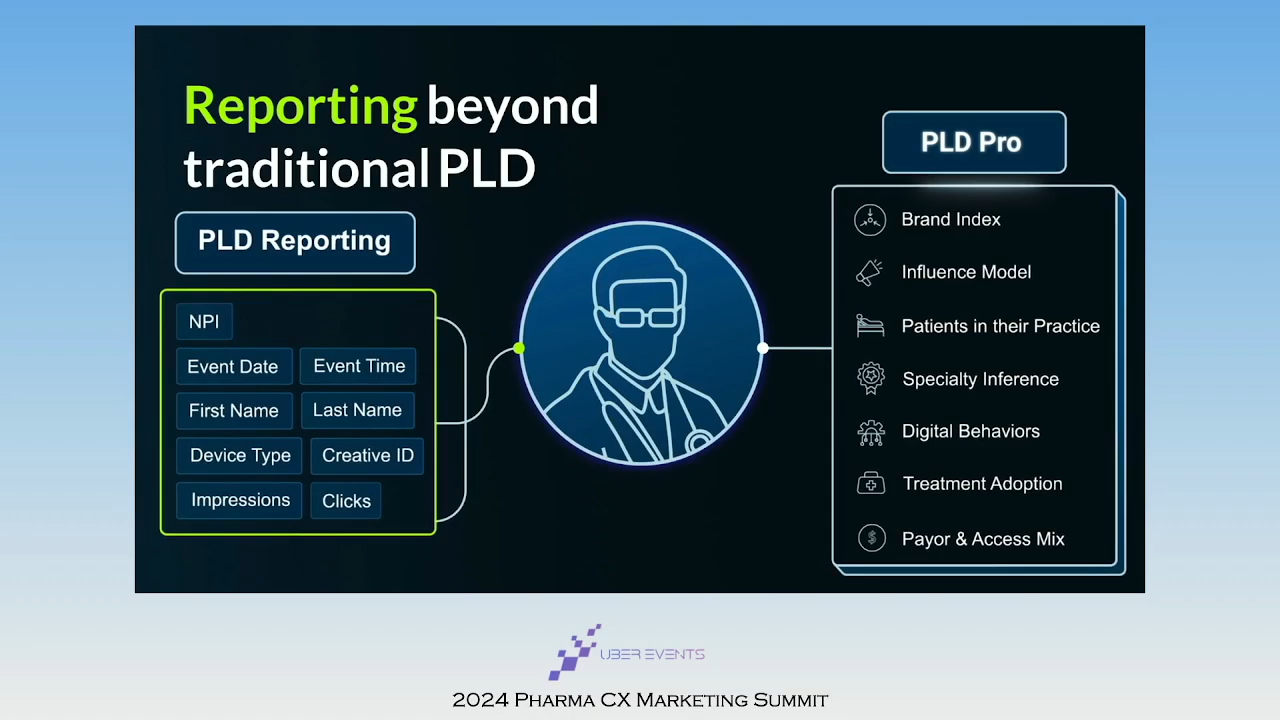 Reporting beyond
traditional PLD
PLD Reporting
NPI
Event Date Event Time
First Name Last Name
Device Type Creative ID
Impressions Clicks
PLD Pro
Brand Index
Influence Model
Patients in their Practice
Specialty Inference
Digital Behaviors
Treatment Adoption
$ Payor & Access Mix
UBER EVENTS
2024 Pharma CX Marketing Summit